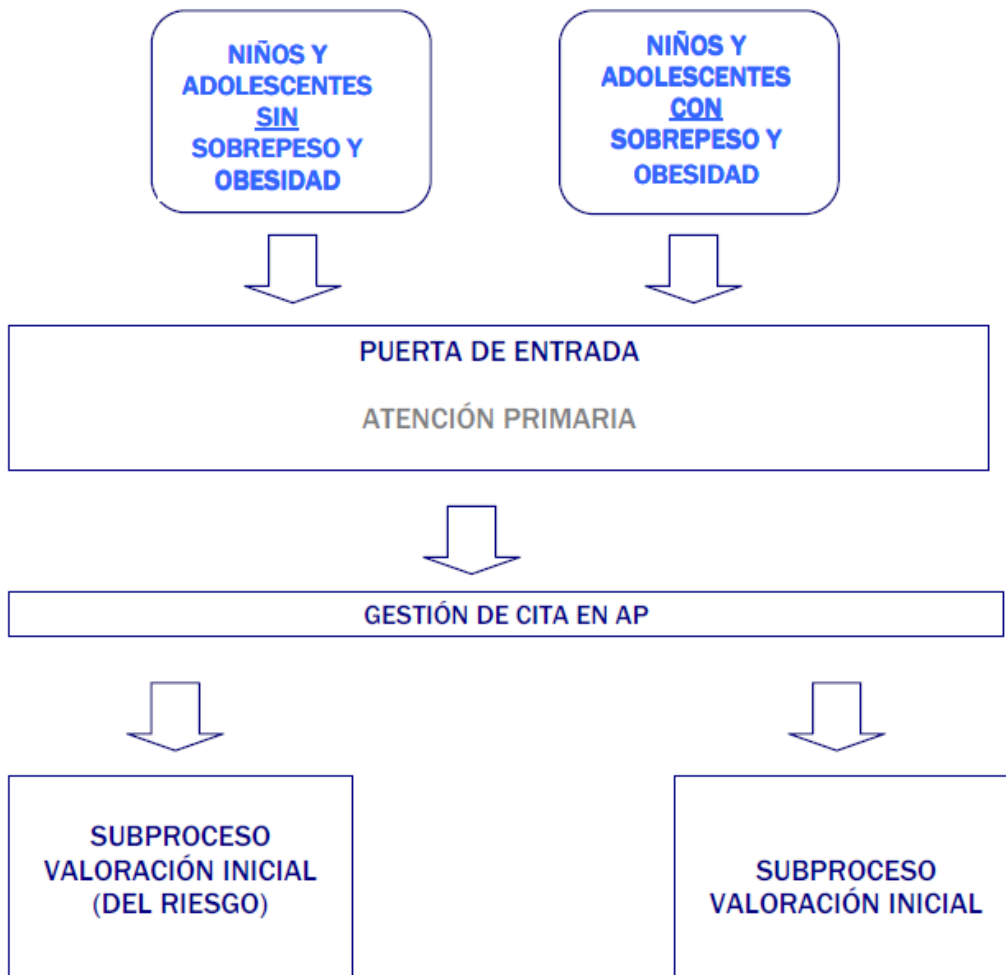 NIÑOS Y
ADOLESCENTES
SIN
SOBREPESO Y
OBESIDAD
NIÑOS Y
ADOLESCENTES
CON
SOBREPESO Y
OBESIDAD
PUERTA DE ENTRADA
ATENCIÓN PRIMARIA
GESTIÓN DE CITA EN AP
SUBPROCESO
VALORACIÓN INICIAL
(DEL RIESGO)
SUBPROCESO
VALORACIÓN INICIAL